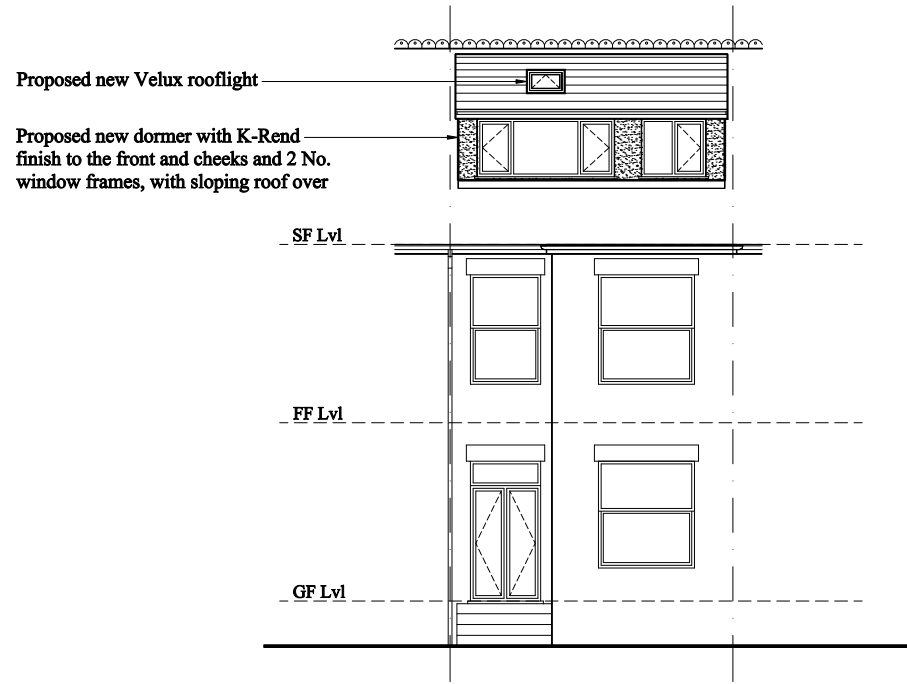 Proposed new Velux rooflight
Proposed new dormer with K-Rend
finish to the front and cheeks and 2 No.
window frames, with sloping roof over
SF Lvl
FF Lvl
GF Lvl